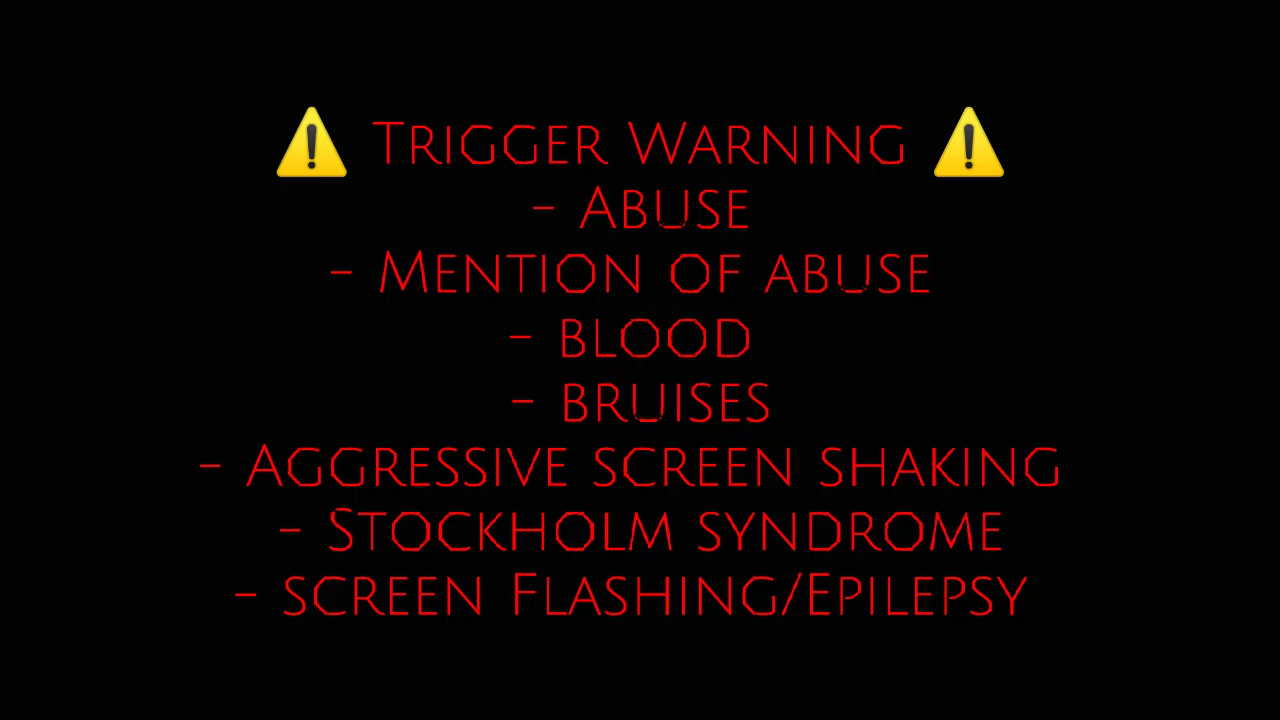 ⚠️ Trigger Warning ⚠️
- Abuse
- Mention of abuse
- blood
- bruises
- Aggressive screen shaking
- Stockholm syndrome
- screen Flashing/Epilepsy